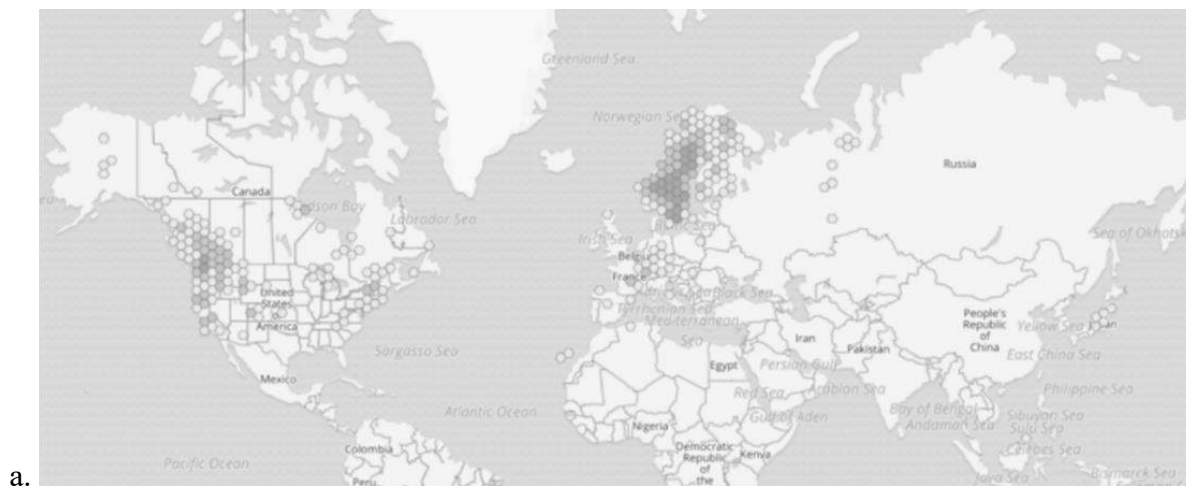 Greenland Sea
Norwegian Se
Russia
Canada
dson Bay
Labrador Sea
Sea of Okhots
Irish Sea
Belgiu
France
United
States
o
America
Black Sea
Tyrrhenian Sea
Mediterranean
Sea
People's
Republic
of
China
Yellow Sea
Iran
Pakistan
East China Sea
Sargasso Sea
Mexico
Egypt
Persian Gulf
Red Sea
Arabian Sea
Philippine Sea
Atlantic Ocean
Gulf of Aden
Bay of Bengal
Andaman Sea
Sibuyan Sea
Sulu Sea
Nigeria
Colombia
Democratic
Republic
of
the
Kenya
Celebes Sea
Pacific Ocean
Peru
Java Sea
Bismarck Sea
a.